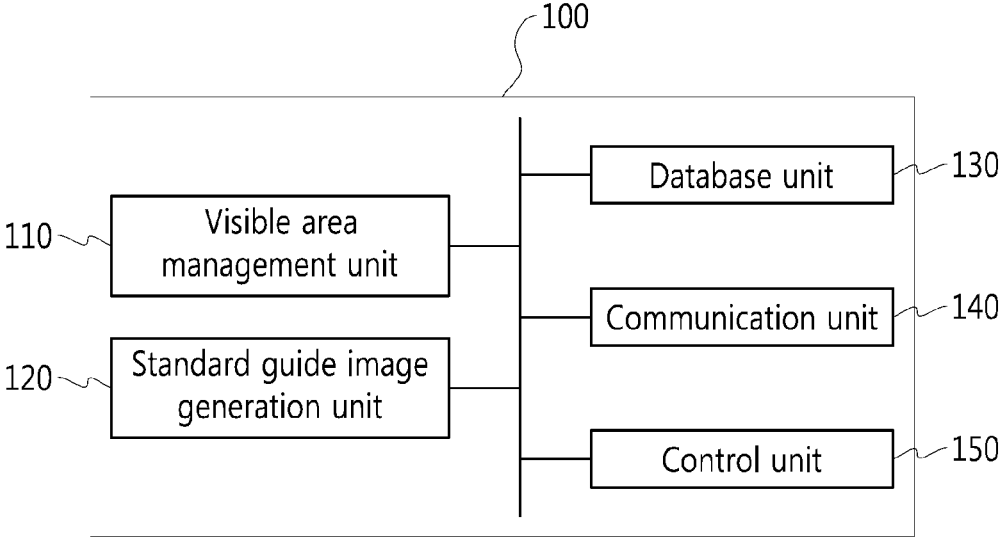 100
Database unit
130
110
Visible area
management unit
Communication unit
140
120
Standard guide image
generation unit
Control unit
150